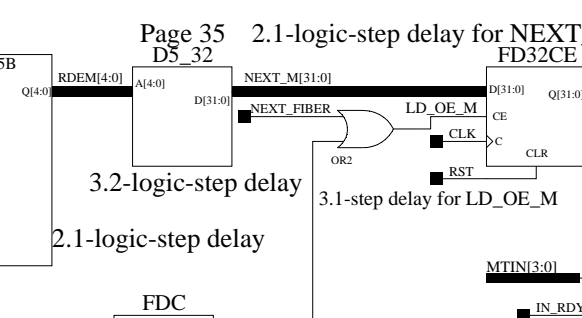 Page 35 2.1-logic-step delay for NEXT_
5B
D5_32
FD32CE
RDEM[4:0]
NEXT_M[31:0]
Q[4:0]
A[4:0]
D[31:0]
D[31:0]
Q[31:0]
NEXT_FIBER
LD_OE_M
CE
CLK
C
OR2
CLR
RST
3.2-logic-step delay
3.1-step delay for LD_OE_M
2.1-logic-step delay
MTIN[3:0]
FDC
IN_RDY